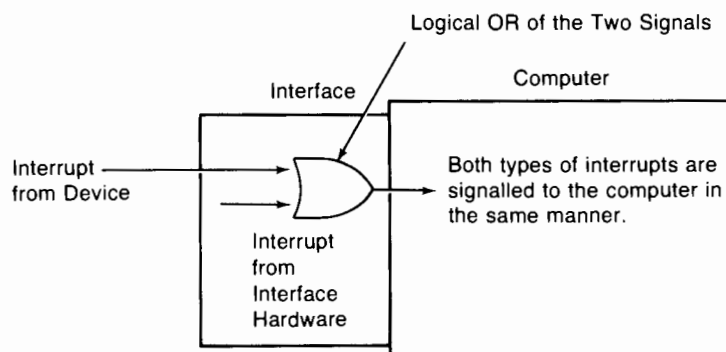 Logical OR of the Two Signals
Computer
Interface
Interrupt
from Device
Both types of interrupts are
signalled to the computer in
the same manner.
Interrupt
from
Interface
Hardware